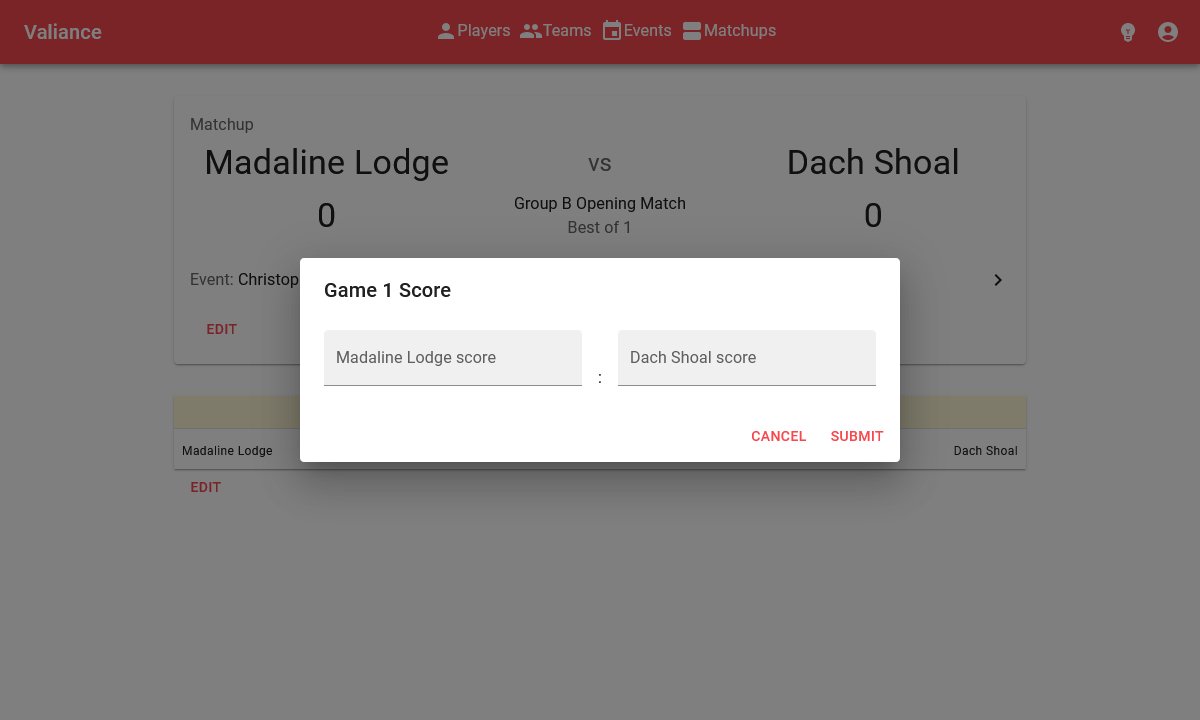 Valiance
Players Teams Events Matchups
Matchup
Madaline Lodge vs Dach Shoal
0 Group B Opening Match 0
Best of 1
Event: Christop
EDIT
Game 1 Score
Madaline Lodge score : Dach Shoal score
CANCEL SUBMIT
Madaline Lodge Dach Shoal
EDIT